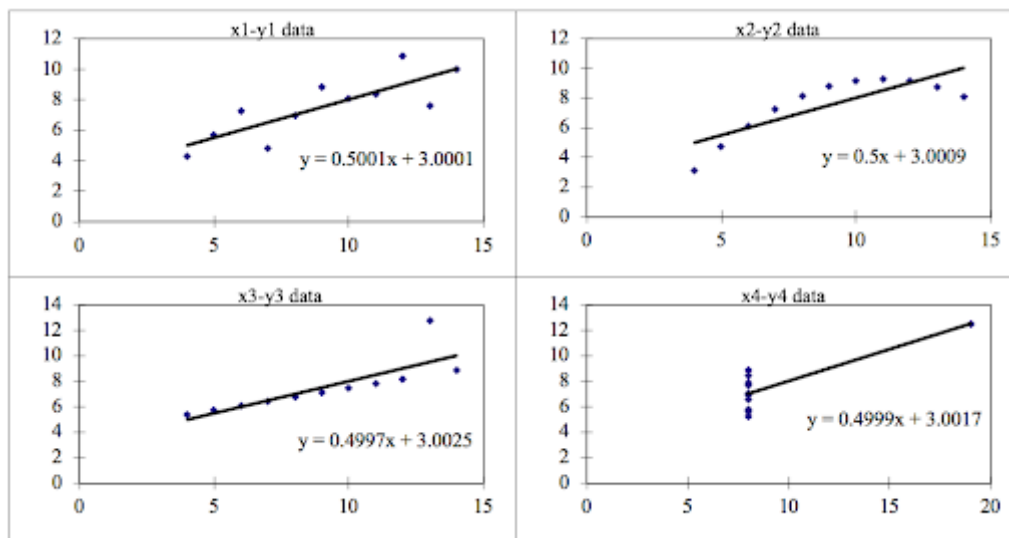 x1-y1 data
12
10
8
6
4
2
0
0 5 10 15
y = 0.5001x + 3.0001
x2-y2 data
12
10
8
6
4
2
0
0 5 10 15
y = 0.5x + 3.0009
x3-y3 data
14
12
10
8
6
4
2
0
0 5 10 15
y = 0.4997x + 3.0025
x4-y4 data
14
12
10
8
6
4
2
0
0 5 10 15 20
y = 0.4999x + 3.0017